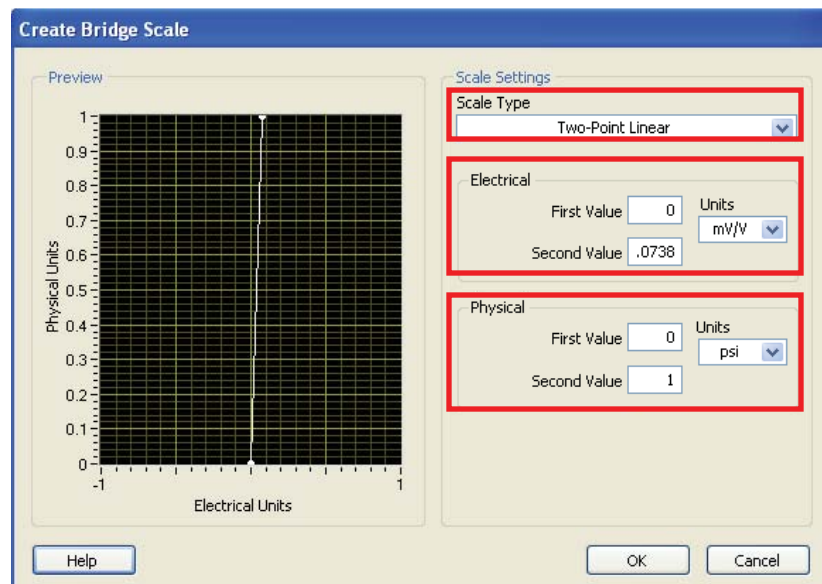 Create Bridge Scale
Preview
1
0.9
0.8
0.7
0.6
0.5
0.4
0.3
0.2
0.1
0
Physical Units
-1
1
Electrical Units
Scale Settings
Scale Type
Two-Point Linear
Electrical
First Value 0
Units
mV/V
Second Value .0738
Physical
First Value 0
Units
psi
Second Value 1
Help
OK
Cancel